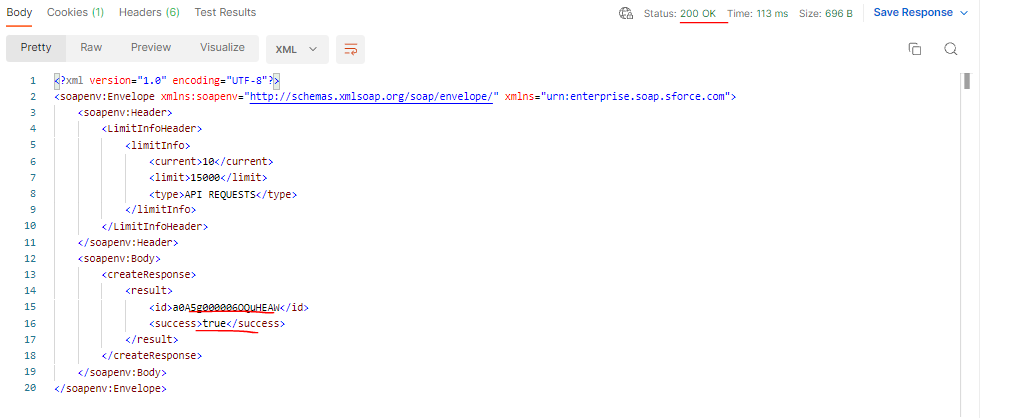 Body Cookies (1) Headers (6) Test Results Status: 200 OK Time: 113 ms Size: 696 B Save Response
Pretty Raw Preview Visualize XML
1 <?xml version="1.0" encoding="UTF-8"?>
2 <soapenv:Envelope xmlns:soapenv="http://schemas.xmlsoap.org/soap/envelope/" xmlns="urn:enterprise.soap.sforce.com">
3 <soapenv:Header>
4 <LimitInfoHeader>
5 <limitInfo>
6 <current>10</current>
7 <limit>15000</limit>
8 <type>API REQUESTS</type>
9 </limitInfo>
10 </LimitInfoHeader>
11 </soapenv:Header>
12 <soapenv:Body>
13 <createResponse>
14 <result>
15 <id>a0A5g000006OQuHEAW</id>
16 <success>true</success>
17 </result>
18 </createResponse>
19 </soapenv:Body>
20 </soapenv:Envelope>